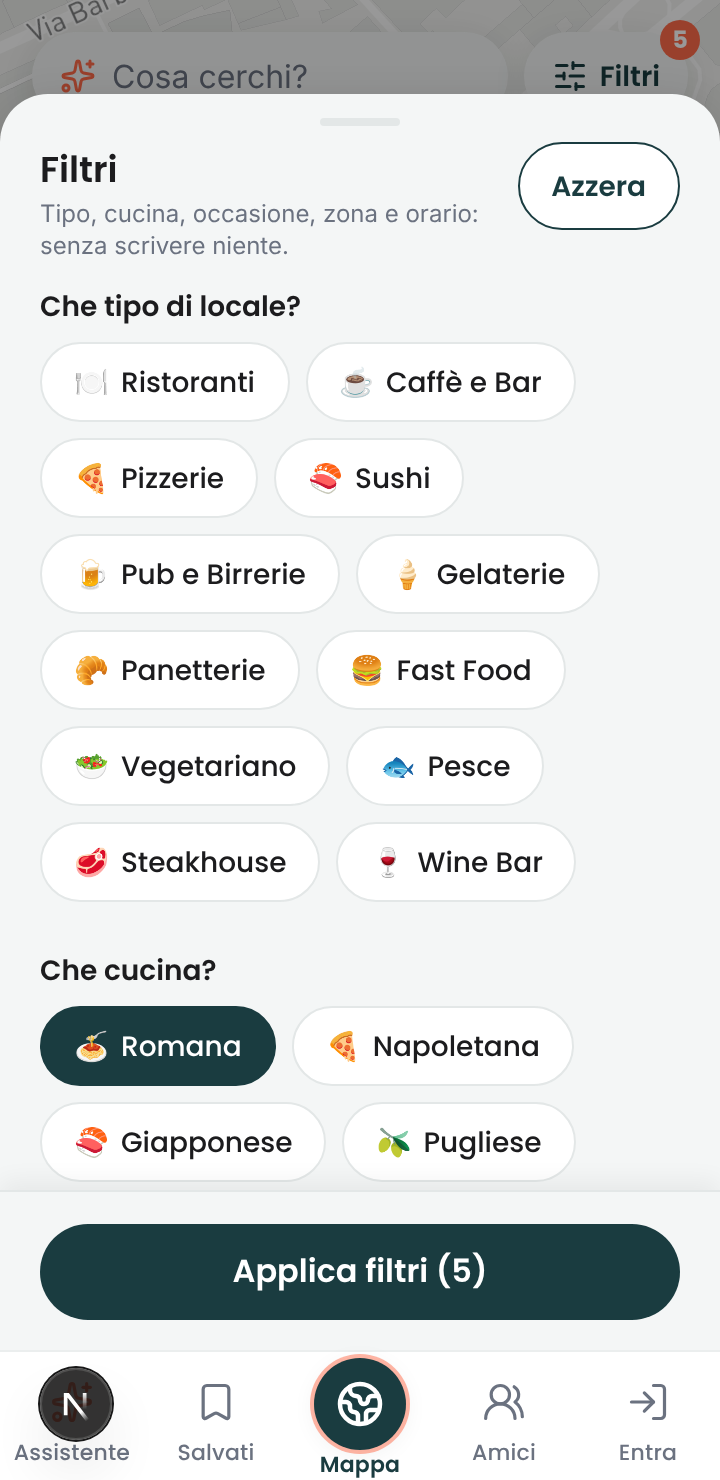 Via Barb
5
Cosa cerchi?
Filtri
Filtri
Azzera
Tipo, cucina, occasione, zona e orario:
senza scrivere niente.
Che tipo di locale?
Ristoranti
Caffè e Bar
Pizzerie
Sushi
Pub e Birrerie
Gelaterie
Panetterie
Fast Food
Vegetariano
Pesce
Steakhouse
Wine Bar
Che cucina?
Romana
Napoletana
Giapponese
Pugliese
Applica filtri (5)
N
Assistente
Salvati
Mappa
Amici
Entra